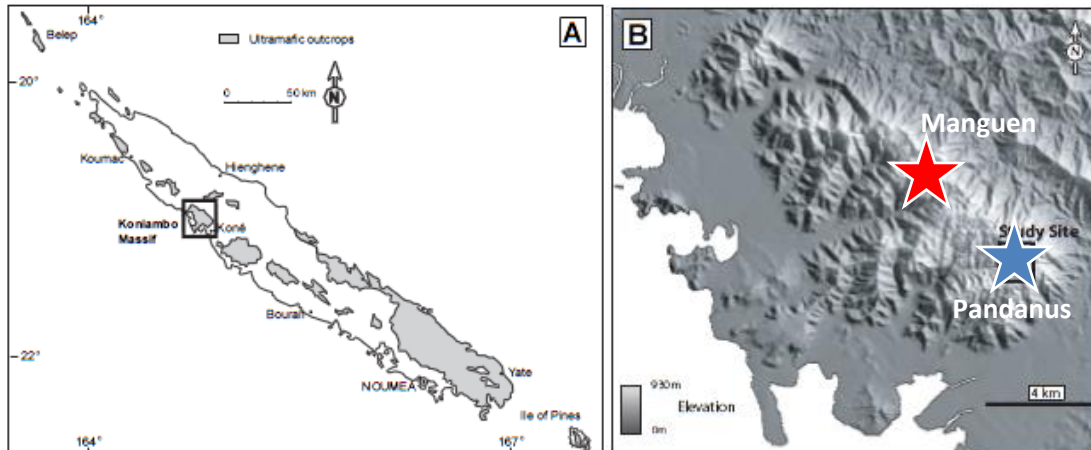 164°
A
Belep
Ultramafic outcrops
20°
0 50 km
N
Koumac
Hienghene
Koniambo
Massif
Koné
Bourail
22°
NOUMEA
Yate
Ile of Pines
164°
167°
B
N
Manguen
Study Site
Pandanus
930 m
Elevation
0m
4 km